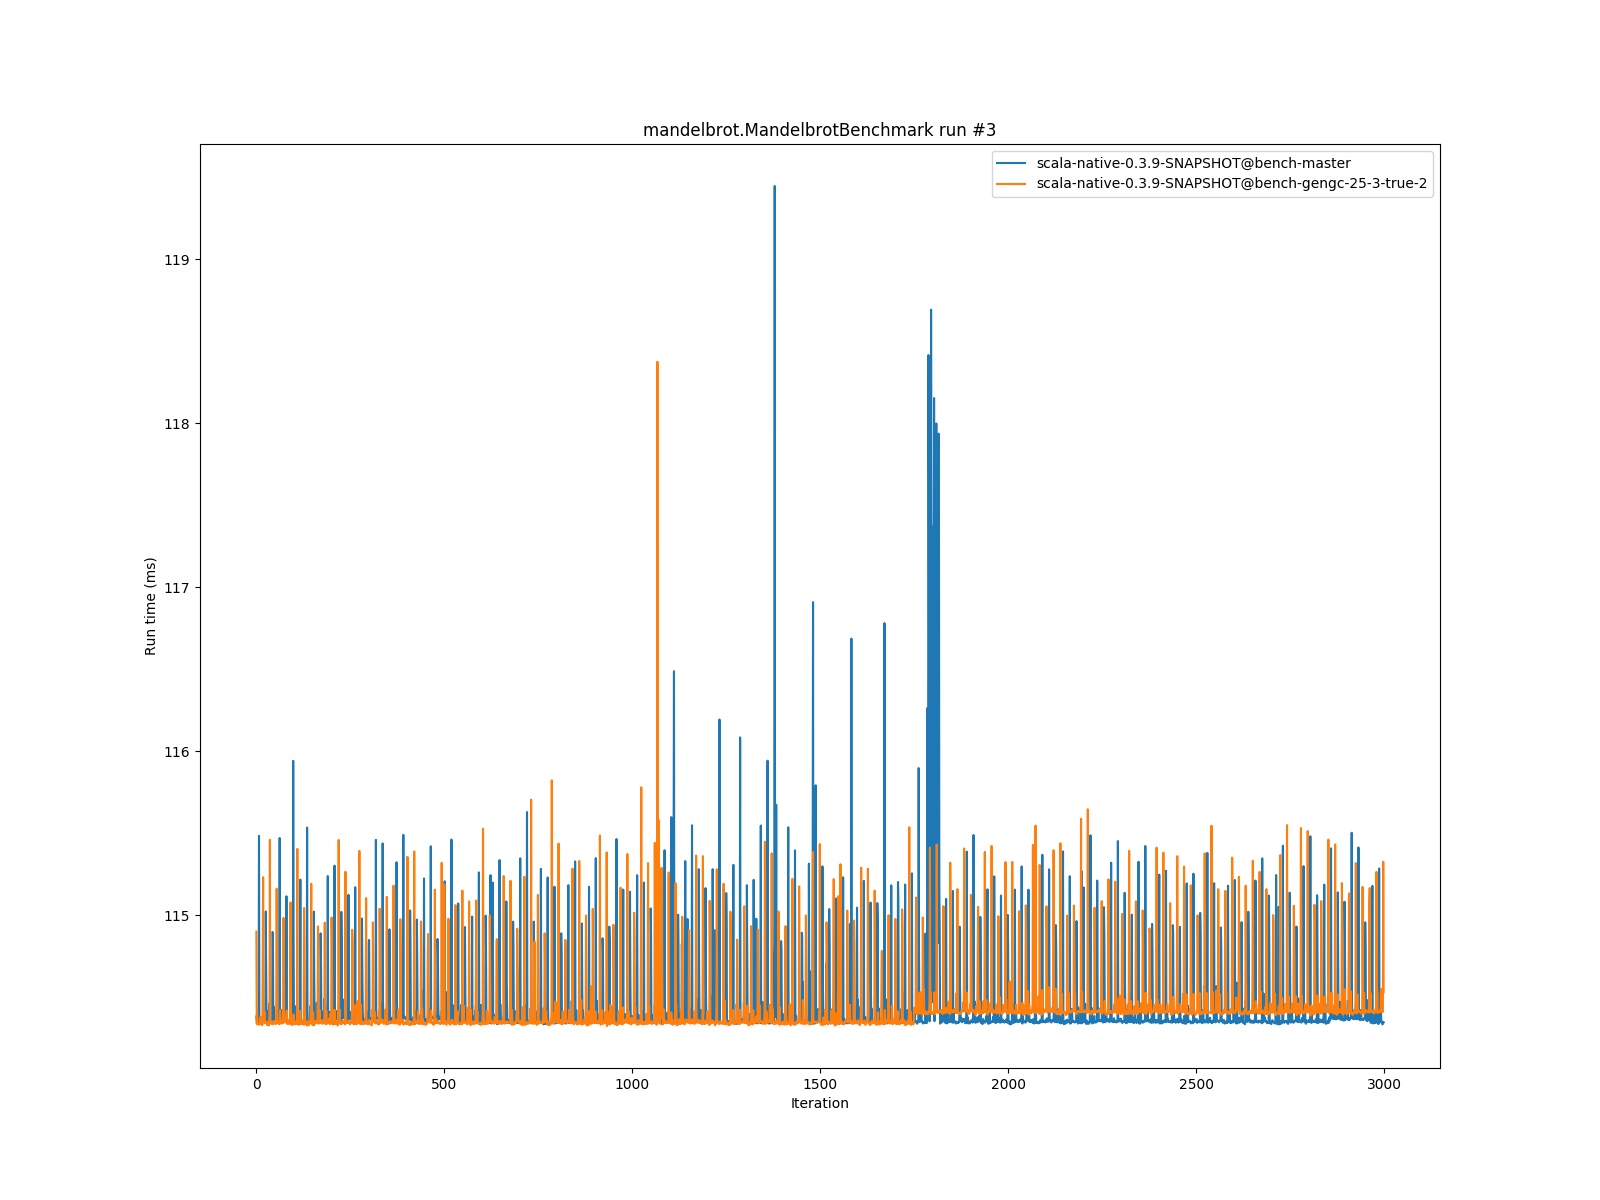 mandelbrot.MandelbrotBenchmark run #3
scala-native-0.3.9-SNAPSHOT@bench-master
scala-native-0.3.9-SNAPSHOT@bench-gengc-25-3-true-2
119
118
117
116
115
Run time (ms)
0 500 1000 1500 2000 2500 3000
Iteration